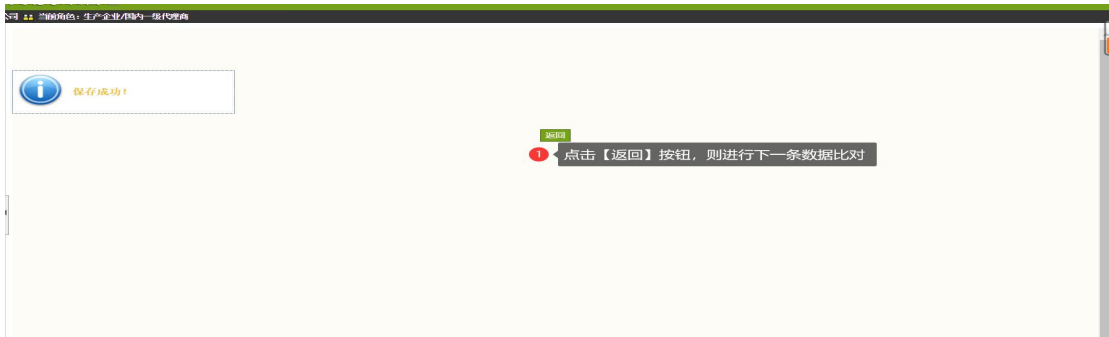 司 当前角色：生产企业/国内一级代理商
保存成功！
返回
1 点击【返回】按钮，则进行下一条数据比对